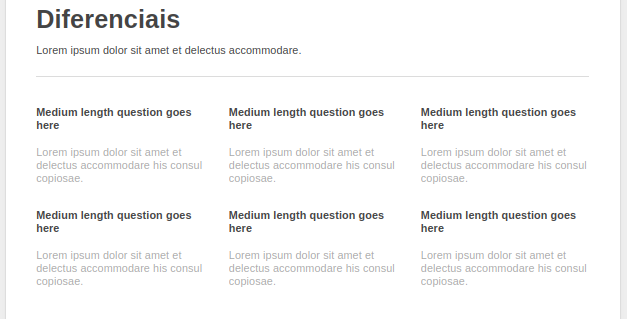 Diferenciais
Lorem ipsum dolor sit amet et delectus accommodare.
Medium length question goes
here
Lorem ipsum dolor sit amet et
delectus accommodare his consul
copiosae.
Medium length question goes
here
Lorem ipsum dolor sit amet et
delectus accommodare his consul
copiosae.
Medium length question goes
here
Lorem ipsum dolor sit amet et
delectus accommodare his consul
copiosae.
Medium length question goes
here
Lorem ipsum dolor sit amet et
delectus accommodare his consul
copiosae.
Medium length question goes
here
Lorem ipsum dolor sit amet et
delectus accommodare his consul
copiosae.
Medium length question goes
here
Lorem ipsum dolor sit amet et
delectus accommodare his consul
copiosae.